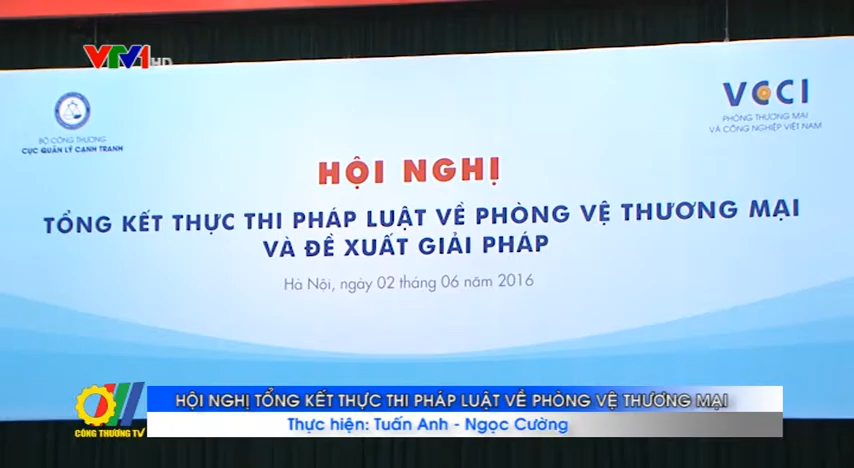 VTV1HD
BỘ CÔNG THƯƠNG
CỤC QUẢN LÝ CẠNH TRANH
VCCI
PHÒNG THƯƠNG MẠI
VÀ CÔNG NGHIỆP VIỆT NAM
HỘI NGHỊ
TỔNG KẾT THỰC THI PHÁP LUẬT VỀ PHÒNG VỆ THƯƠNG MẠI
VÀ ĐỀ XUẤT GIẢI PHÁP
Hà Nội, ngày 02 tháng 06 năm 2016
HỘI NGHỊ TỔNG KẾT THỰC THI PHÁP LUẬT VỀ PHÒNG VỆ THƯƠNG MẠI
Thực hiện: Tuấn Anh - Ngọc Cường
CÔNG THƯƠNG TV